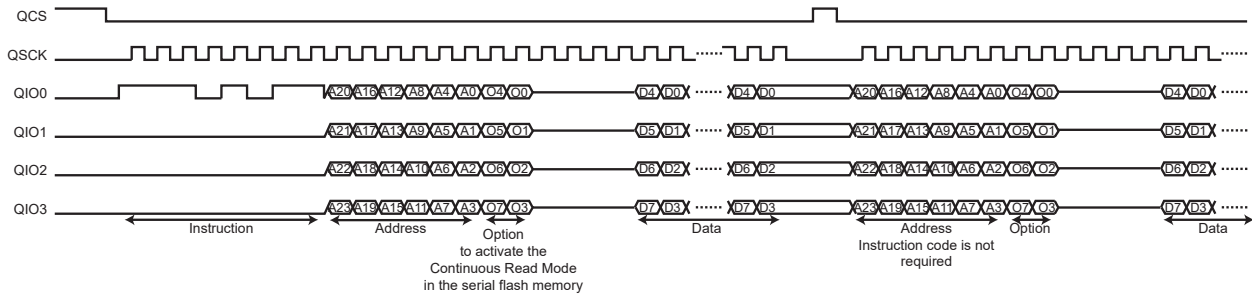 QCS
QSCK
QIO0 A20 A16 A12 A8 A4 A0 O4 O0 D4 D0 ...... D4 D0 A20 A16 A12 A8 A4 A0 O4 O0 D4 D0 ......
QIO1 A21 A17 A13 A9 A5 A1 O5 O1 D5 D1 ...... D5 D1 A21 A17 A13 A9 A5 A1 O5 O1 D5 D1 ......
QIO2 A22 A18 A14 A10 A6 A2 O6 O2 D6 D2 ...... D6 D2 A22 A18 A14 A10 A6 A2 O6 O2 D6 D2 ......
QIO3 A23 A19 A15 A11 A7 A3 O7 O3 D7 D3 ...... D7 D3 A23 A19 A15 A11 A7 A3 O7 O3 D7 D3 ......
Instruction Address Data Address Option Data
Option
to activate the
Continuous Read Mode
in the serial flash memory
Instruction code is not
required